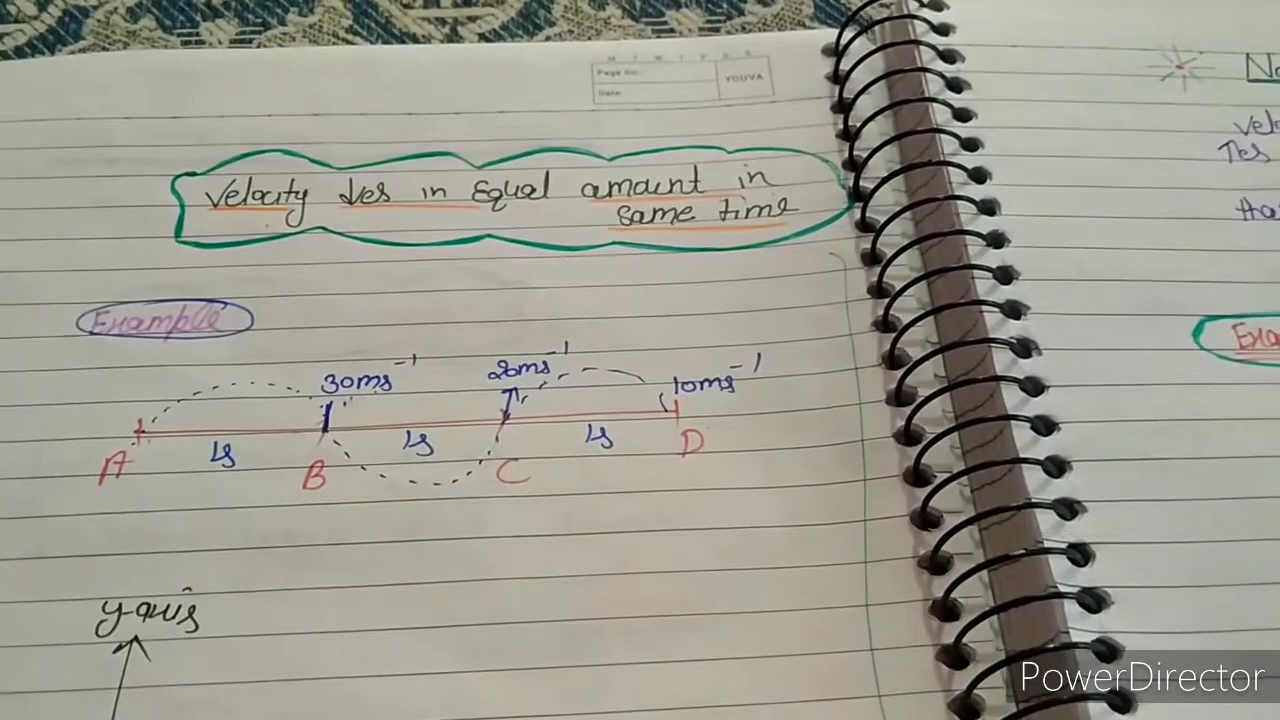 M T W T F S S
Page No.:
Date:
YOUVA
Velocity ↓es in Equal amount in
same time
Example
30ms⁻¹
20ms⁻¹
10ms⁻¹
1s
1s
1s
A
B
C
D
y-axis
PowerDirector